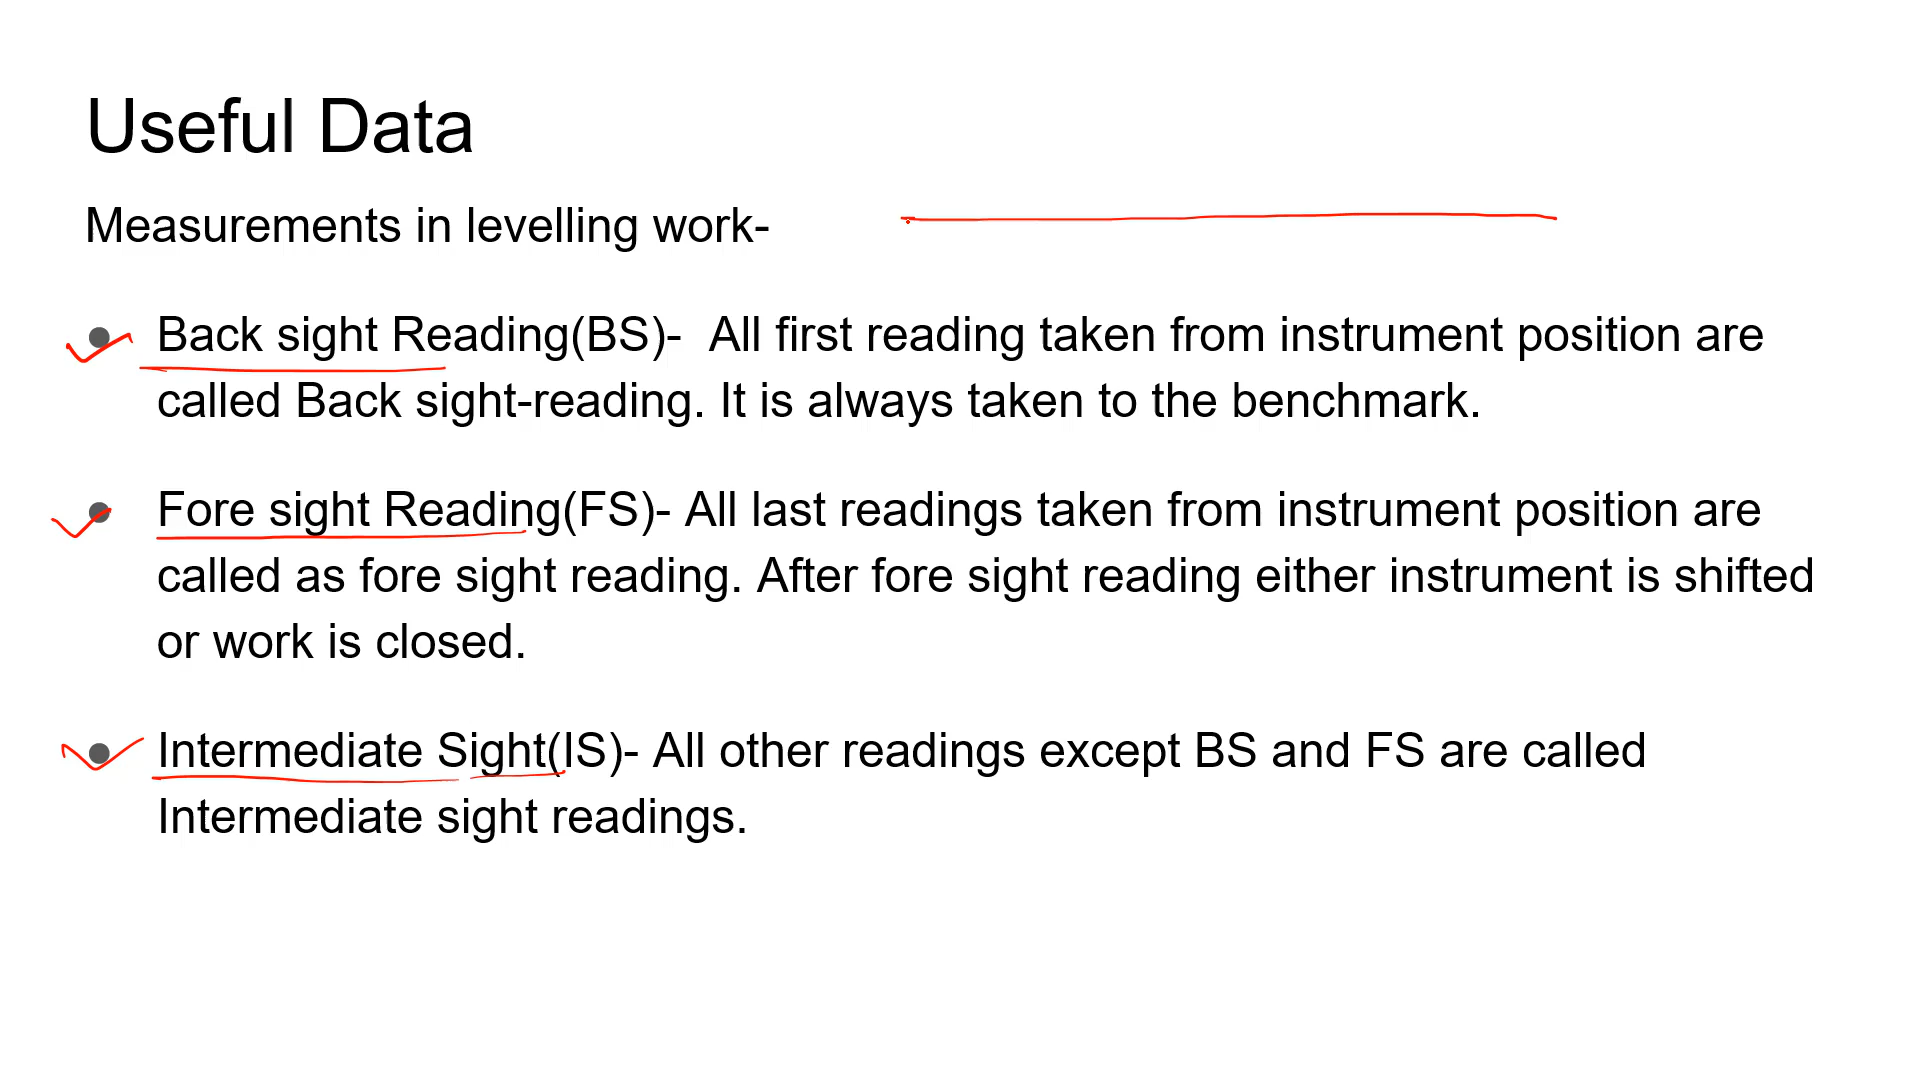 Useful Data
Measurements in levelling work-
Back sight Reading(BS)- All first reading taken from instrument position are
called Back sight-reading. It is always taken to the benchmark.
Fore sight Reading(FS)- All last readings taken from instrument position are
called as fore sight reading. After fore sight reading either instrument is shifted
or work is closed.
Intermediate Sight(IS)- All other readings except BS and FS are called
Intermediate sight readings.